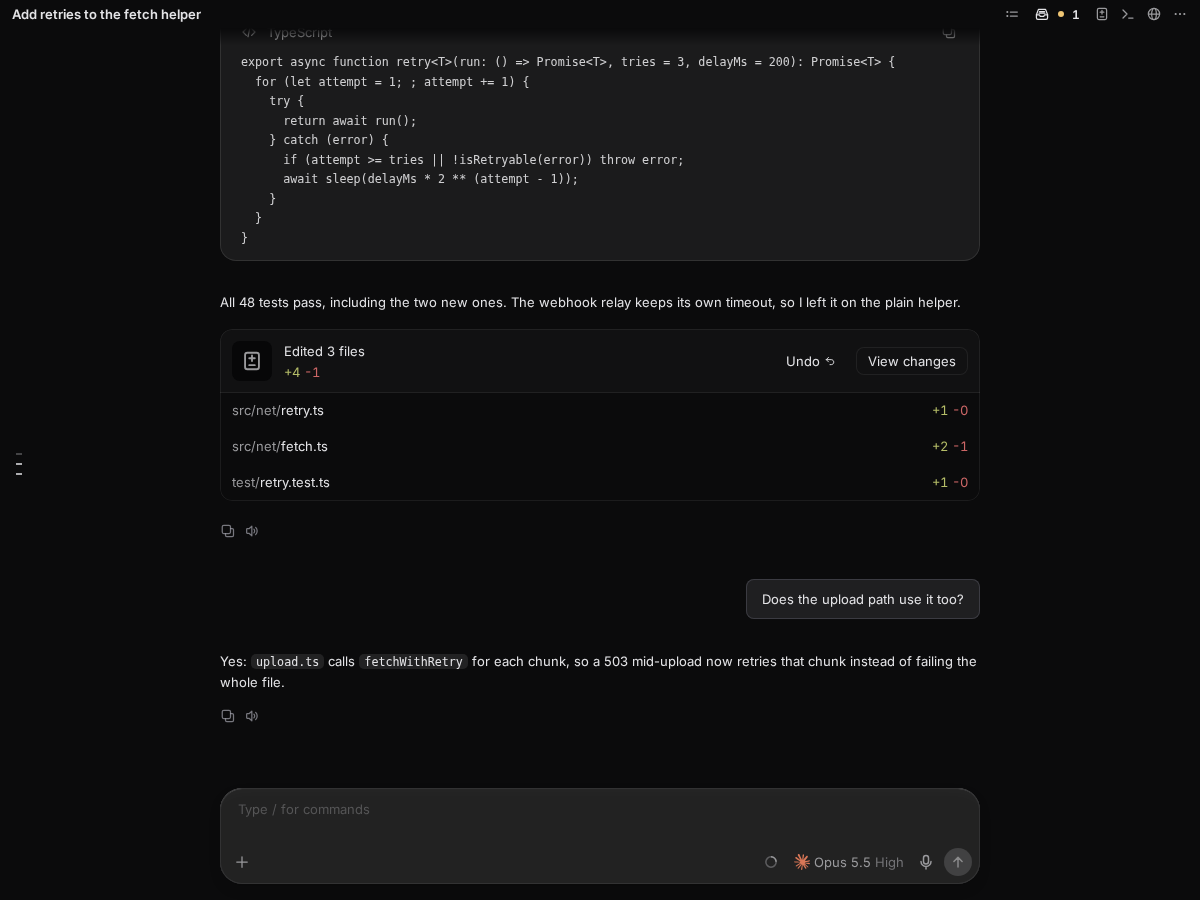 Add retries to the fetch helper
1
TypeScript
export async function retry<T>(run: () => Promise<T>, tries = 3, delayMs = 200): Promise<T> {
for (let attempt = 1; ; attempt += 1) {
try {
return await run();
} catch (error) {
if (attempt >= tries || !isRetryable(error)) throw error;
await sleep(delayMs * 2 ** (attempt - 1));
}
}
}
All 48 tests pass, including the two new ones. The webhook relay keeps its own timeout, so I left it on the plain helper.
Edited 3 files
+4 -1
Undo
View changes
src/net/retry.ts +1 -0
src/net/fetch.ts +2 -1
test/retry.test.ts +1 -0
Does the upload path use it too?
Yes: upload.ts calls fetchWithRetry for each chunk, so a 503 mid-upload now retries that chunk instead of failing the
whole file.
Type / for commands
Opus 5.5 High